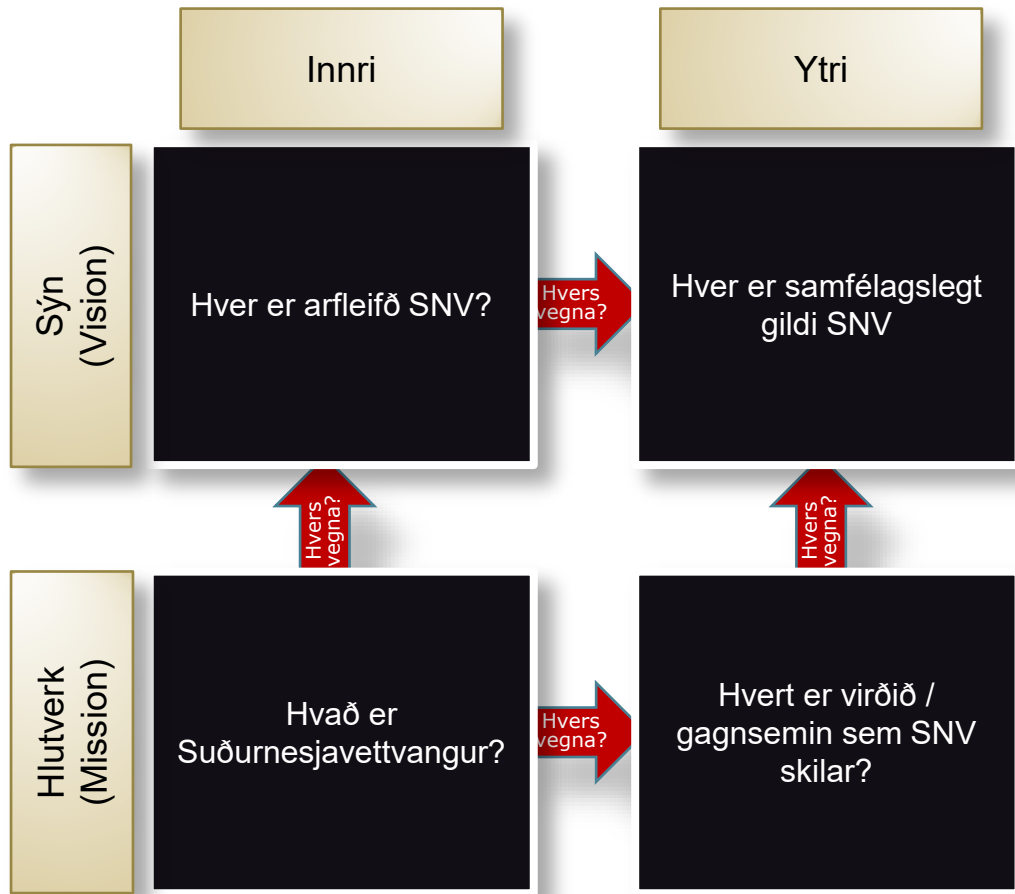 Innri
Ytri
Sýn
(Vision)
Hver er arfleifð SNV?
Hvers
vegna?
Hver er samfélagslegt
gildi SNV
Hvers
vegna?
Hvers
vegna?
Hlutverk
(Mission)
Hvað er
Suðurnesjavettvangur?
Hvers
vegna?
Hvert er virðið /
gagnsemin sem SNV
skilar?